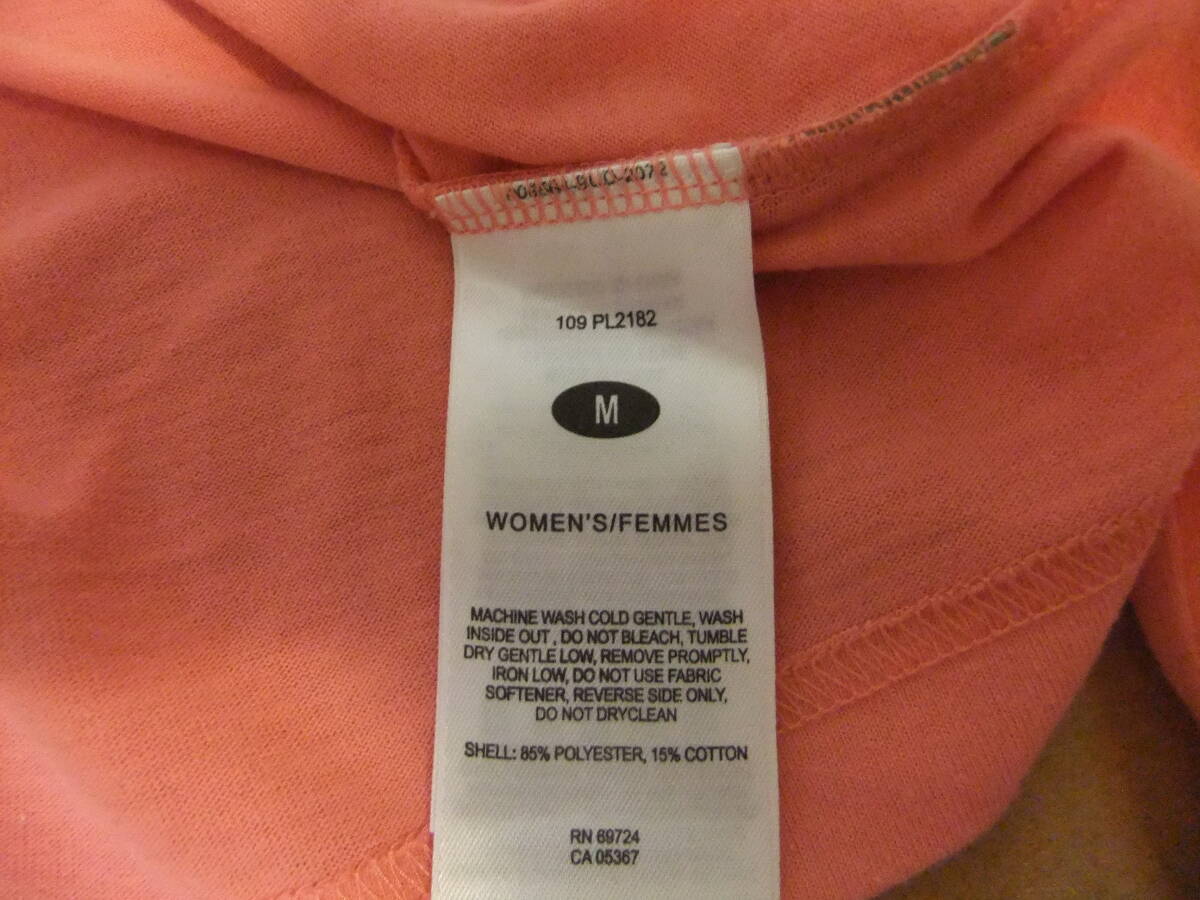 109 PL2182
M
WOMEN'S/FEMMES
MACHINE WASH COLD GENTLE, WASH
INSIDE OUT , DO NOT BLEACH, TUMBLE
DRY GENTLE LOW, REMOVE PROMPTLY,
IRON LOW, DO NOT USE FABRIC
SOFTENER, REVERSE SIDE ONLY,
DO NOT DRYCLEAN
SHELL: 85% POLYESTER, 15% COTTON
RN 69724
CA 05367